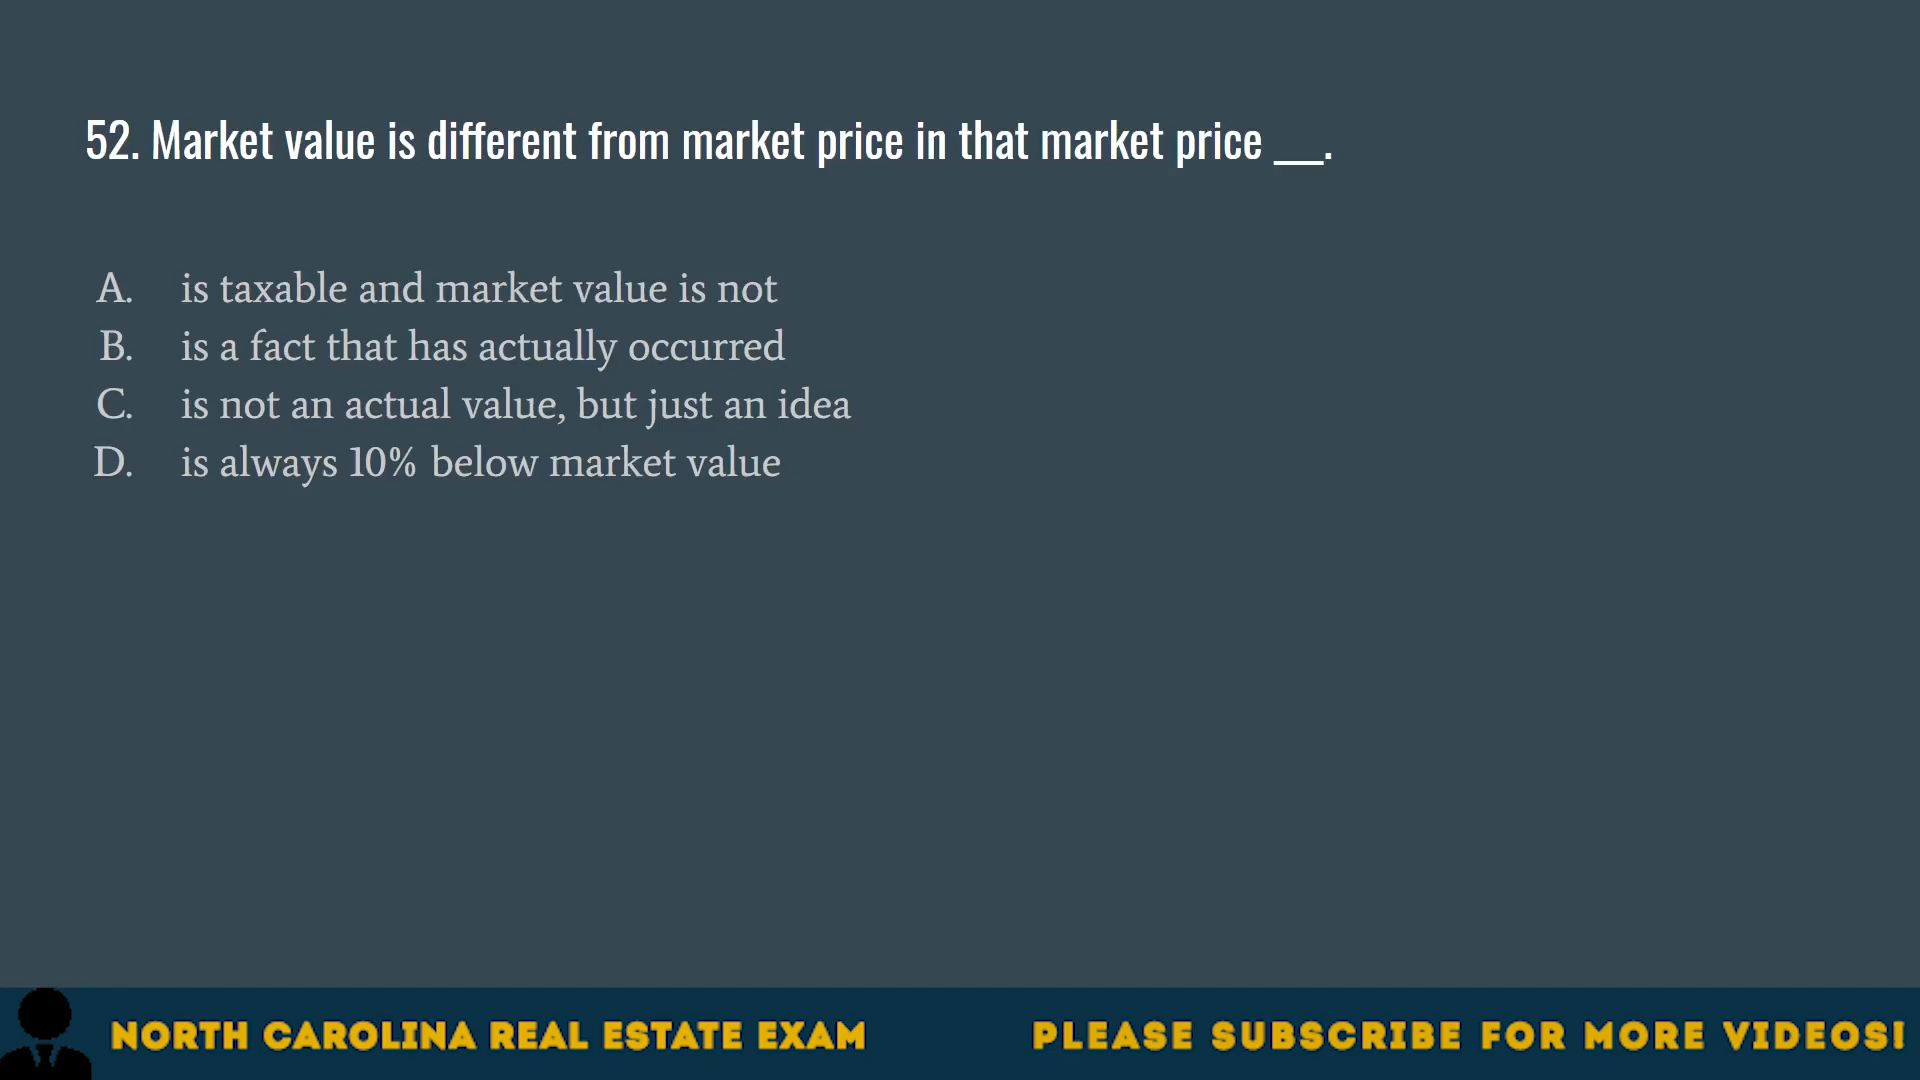 52. Market value is different from market price in that market price ___.
A. is taxable and market value is not
B. is a fact that has actually occurred
C. is not an actual value, but just an idea
D. is always 10% below market value
NORTH CAROLINA REAL ESTATE EXAM
PLEASE SUBSCRIBE FOR MORE VIDEOS!